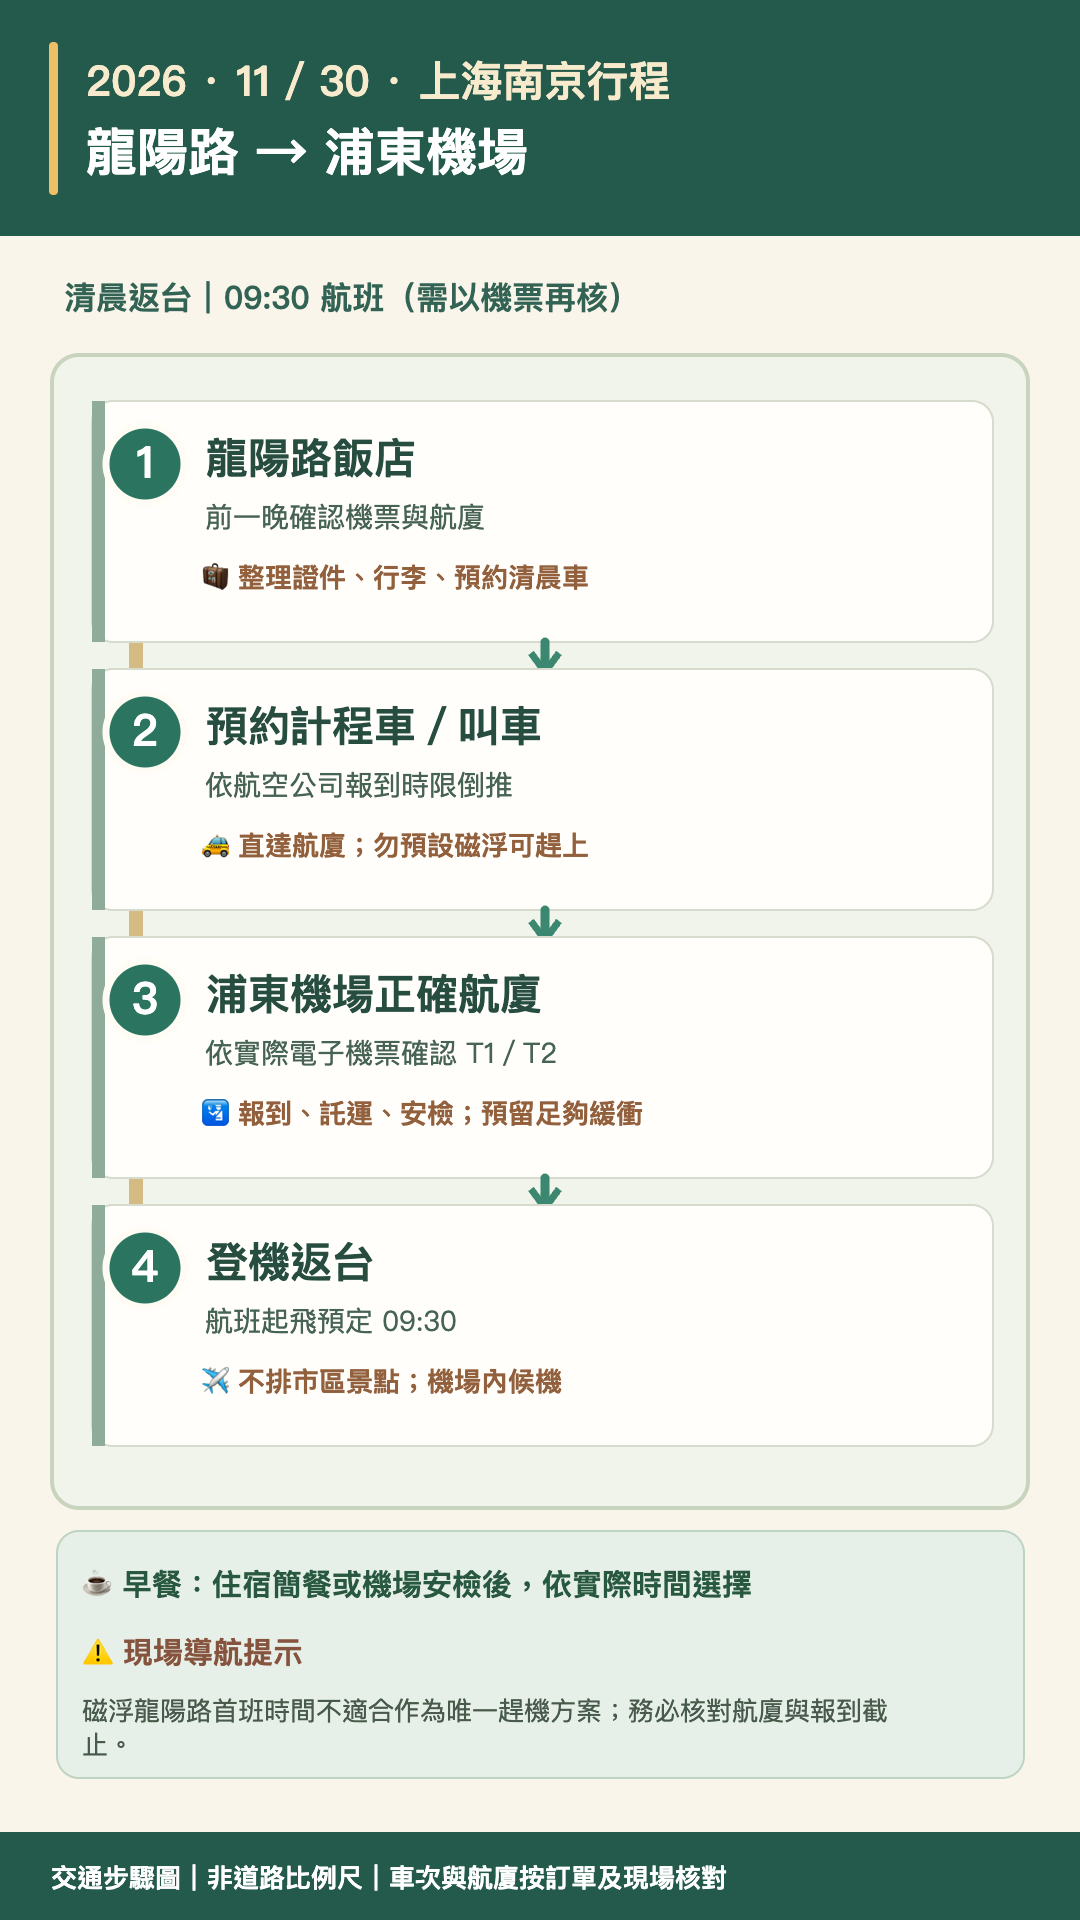 2026 · 11 / 30 · 上海南京行程
龍陽路 → 浦東機場
清晨返台｜09:30 航班（需以機票再核）
1 龍陽路飯店
前一晚確認機票與航廈
整理證件、行李、預約清晨車
2 預約計程車 / 叫車
依航空公司報到時限倒推
直達航廈；勿預設磁浮可趕上
3 浦東機場正確航廈
依實際電子機票確認 T1 / T2
報到、託運、安檢；預留足夠緩衝
4 登機返台
航班起飛預定 09:30
不排市區景點；機場內候機
早餐：住宿簡餐或機場安檢後，依實際時間選擇
現場導航提示
磁浮龍陽路首班時間不適合作為唯一趕機方案；務必核對航廈與報到截
止。
交通步驟圖｜非道路比例尺｜車次與航廈按訂單及現場核對